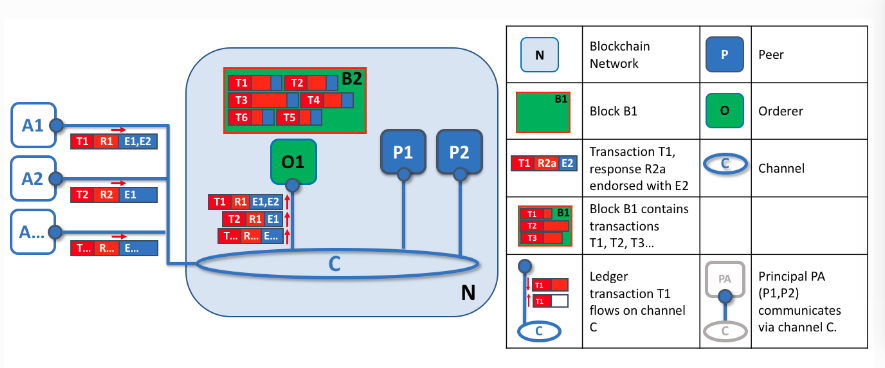 A1
T1 R1 E1,E2
A2
T2 R2 E1
A...
T... R... E...
B2
T1 T2
T3 T4
T6 T5
O1
P1
P2
T1 R1 E1,E2
T2 R1 E1
T... R... E...
C
N
N
Blockchain
Network
P
Peer
B1
Block B1
O
Orderer
T1 R2a E2
Transaction T1,
response R2a
endorsed with E2
C
Channel
T1 B1
T2
T3
Block B1 contains
transactions
T1, T2, T3...
T1
T1
C
Ledger
transaction T1
flows on channel
C
PA
C
Principal PA
(P1,P2)
communicates
via channel C.